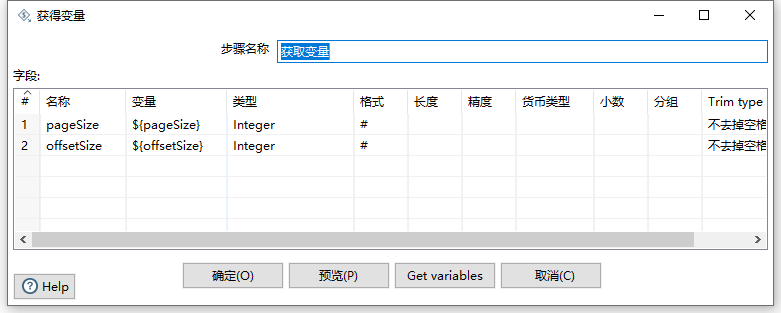 获得变量
步骤名称 获取变量
字段:
# 名称 变量 类型 格式 长度 精度 货币类型 小数 分组 Trim type
1 pageSize ${pageSize} Integer # 不去掉空格
2 offsetSize ${offsetSize} Integer # 不去掉空格
确定(O) 预览(P) Get variables 取消(C)
Help